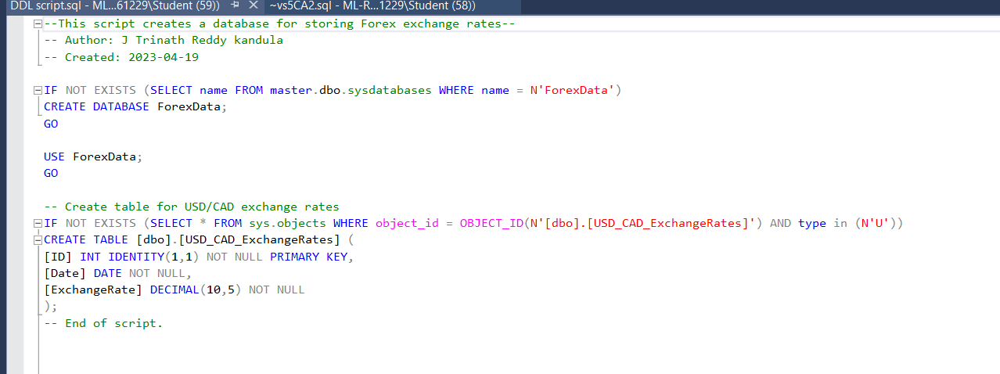 DDL script.sql - ML...61229\Student (59)) ~vs5CA2.sql - ML-R...1229\Student (58))
--This script creates a database for storing Forex exchange rates--
-- Author: J Trinath Reddy kandula
-- Created: 2023-04-19
IF NOT EXISTS (SELECT name FROM master.dbo.sysdatabases WHERE name = N'ForexData')
CREATE DATABASE ForexData;
GO
USE ForexData;
GO
-- Create table for USD/CAD exchange rates
IF NOT EXISTS (SELECT * FROM sys.objects WHERE object_id = OBJECT_ID(N'[dbo].[USD_CAD_ExchangeRates]') AND type in (N'U'))
CREATE TABLE [dbo].[USD_CAD_ExchangeRates] (
[ID] INT IDENTITY(1,1) NOT NULL PRIMARY KEY,
[Date] DATE NOT NULL,
[ExchangeRate] DECIMAL(10,5) NOT NULL
);
-- End of script.